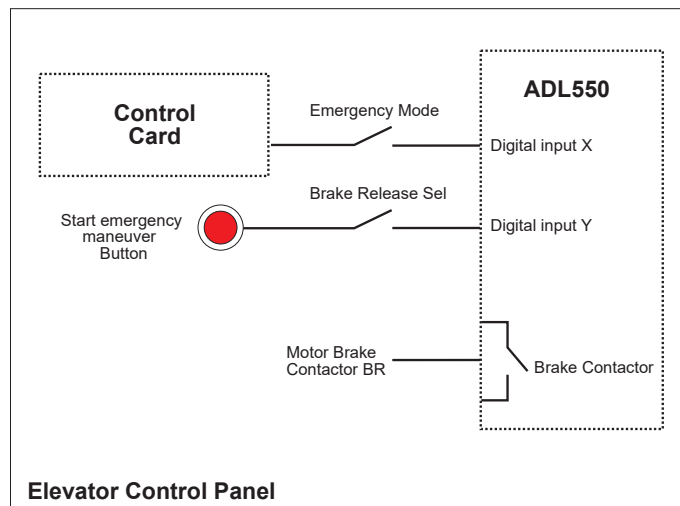 ADL550
Control
Card
Emergency Mode
Digital input X
Brake Release Sel
Start emergency
maneuver
Button
Digital input Y
Motor Brake
Contactor BR
Brake Contactor
Elevator Control Panel